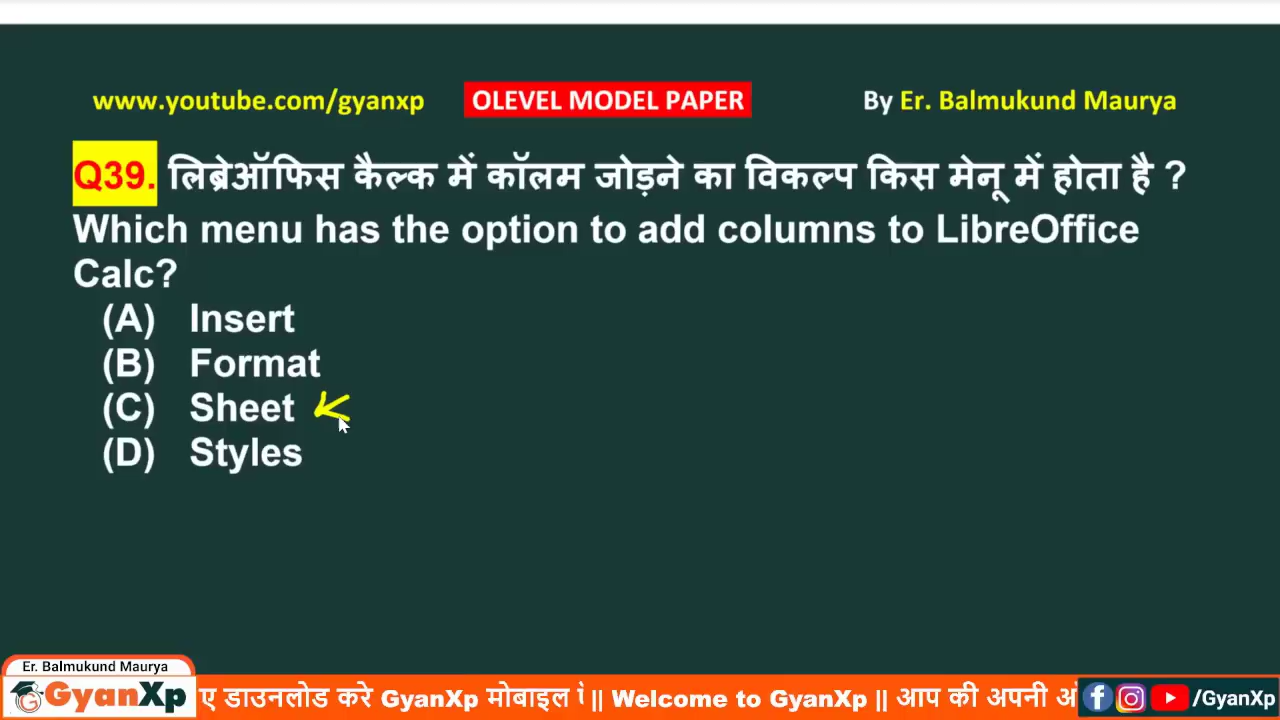 www.youtube.com/gyanxp OLEVEL MODEL PAPER By Er. Balmukund Maurya
Q39. लिब्रेऑफिस कैल्क में कॉलम जोड़ने का विकल्प किस मेनू में होता है ?
Which menu has the option to add columns to LibreOffice
Calc?
(A) Insert
(B) Format
(C) Sheet
(D) Styles
Er. Balmukund Maurya
GyanXp ए डाउनलोड करे GyanXp मोबाइल || Welcome to GyanXp || आप की अपनी /GyanXp